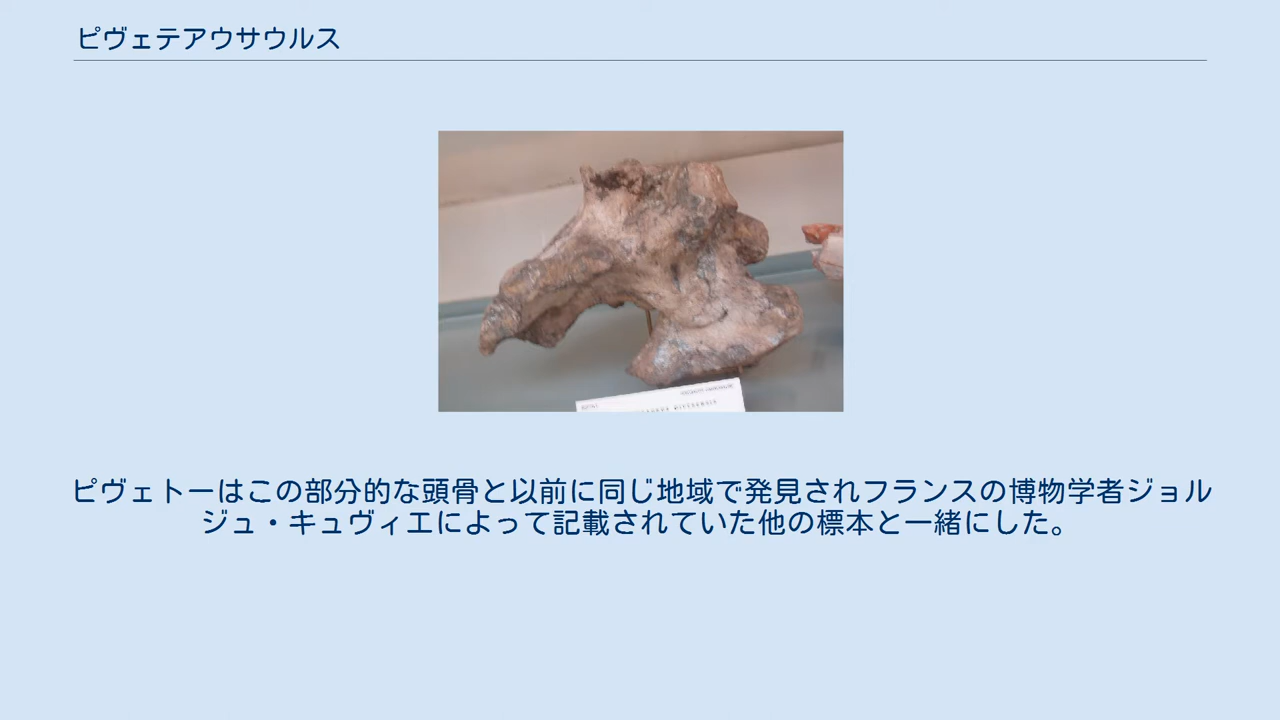 ピヴェテアウサウルス
ピヴェトーはこの部分的な頭骨と以前に同じ地域で発見されフランスの博物学者ジョル
ジュ・キュヴィエによって記載されていた他の標本と一緒にした。